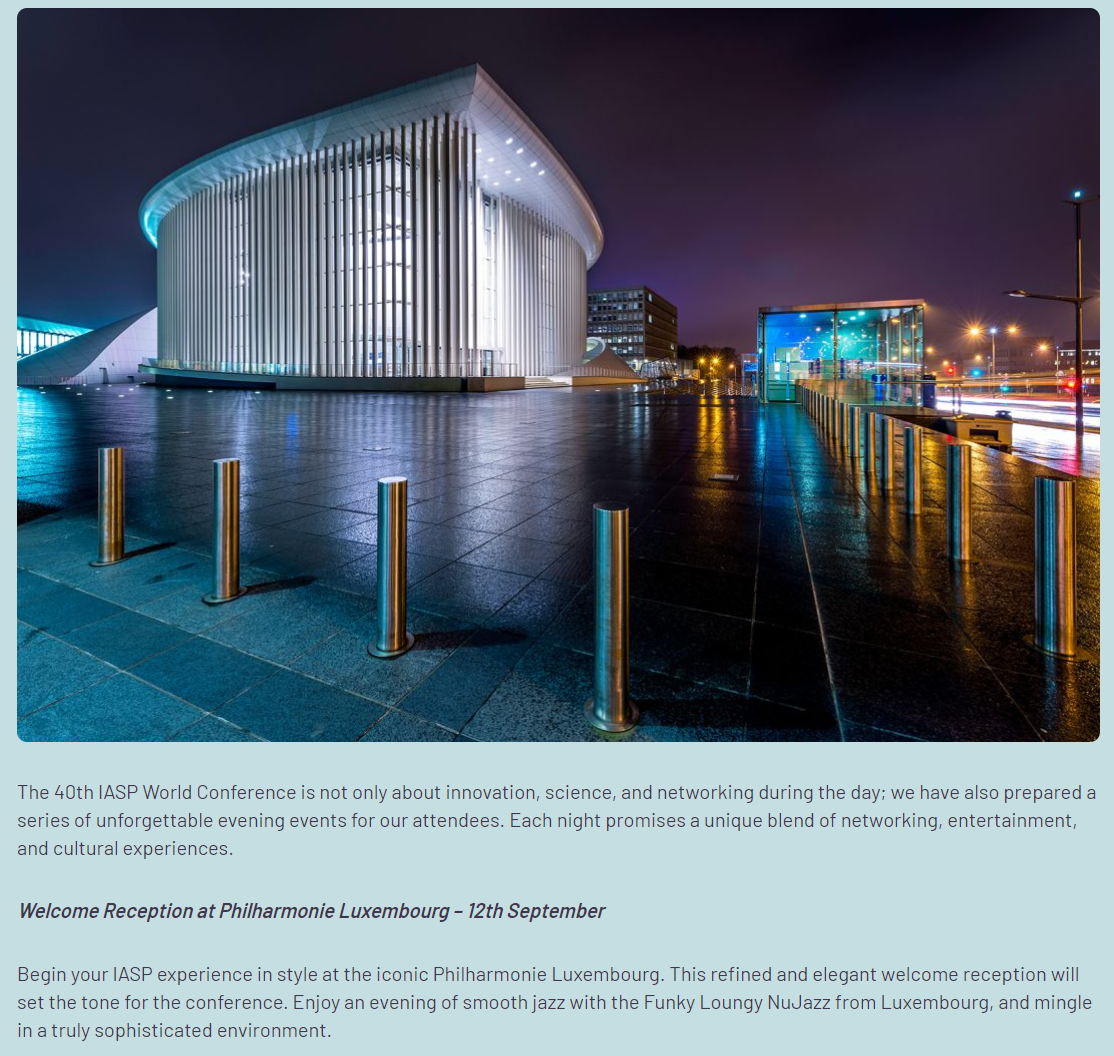 The 40th IASP World Conference is not only about innovation, science, and networking during the day; we have also prepared a
series of unforgettable evening events for our attendees. Each night promises a unique blend of networking, entertainment,
and cultural experiences.
Welcome Reception at Philharmonie Luxembourg – 12th September
Begin your IASP experience in style at the iconic Philharmonie Luxembourg. This refined and elegant welcome reception will
set the tone for the conference. Enjoy an evening of smooth jazz with the Funky Loungy NuJazz from Luxembourg, and mingle
in a truly sophisticated environment.